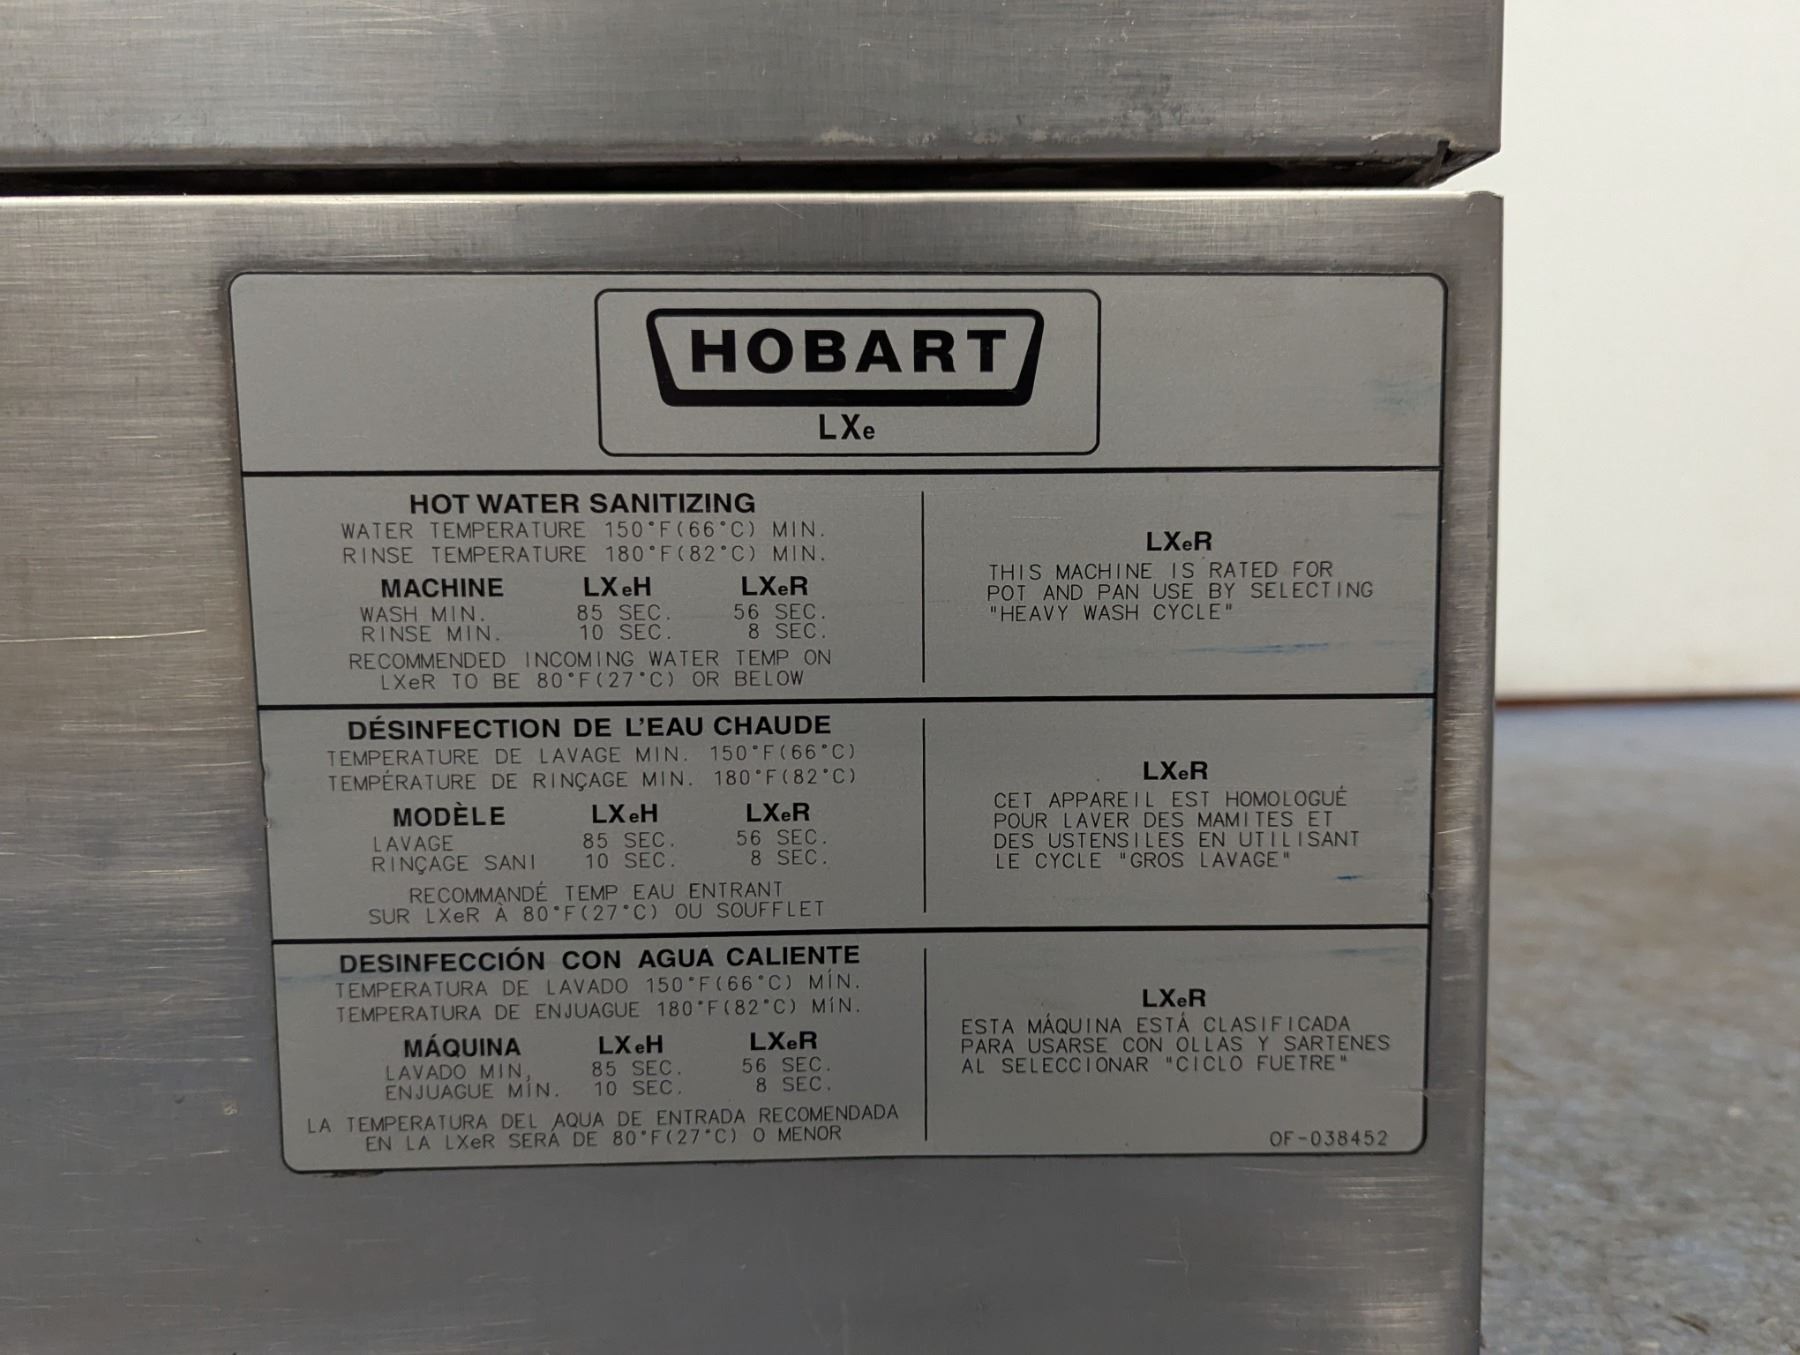 HOBART
LXe
HOT WATER SANITIZING
WATER TEMPERATURE 150°F(66°C) MIN.
RINSE TEMPERATURE 180°F(82°C) MIN.
MACHINE LXeH LXeR
WASH MIN. 85 SEC. 56 SEC.
RINSE MIN. 10 SEC. 8 SEC.
RECOMMENDED INCOMING WATER TEMP ON
LXeR TO BE 80°F(27°C) OR BELOW
LXeR
THIS MACHINE IS RATED FOR
POT AND PAN USE BY SELECTING
"HEAVY WASH CYCLE"
DÉSINFECTION DE L'EAU CHAUDE
TEMPERATURE DE LAVAGE MIN. 150°F(66°C)
TEMPÉRATURE DE RINÇAGE MIN. 180°F(82°C)
MODÈLE LXeH LXeR
LAVAGE 85 SEC. 56 SEC.
RINÇAGE SANI 10 SEC. 8 SEC.
RECOMMANDÉ TEMP EAU ENTRANT
SUR LXeR À 80°F(27°C) OU SOUFFLET
LXeR
CET APPAREIL EST HOMOLOGUÉ
POUR LAVER DES MAMITES ET
DES USTENSILES EN UTILISANT
LE CYCLE "GROS LAVAGE"
DESINFECCIÓN CON AGUA CALIENTE
TEMPERATURA DE LAVADO 150°F(66°C) MÍN.
TEMPERATURA DE ENJUAGUE 180°F(82°C) MÍN.
MÁQUINA LXeH LXeR
LAVADO MIN, 85 SEC. 56 SEC.
ENJUAGUE MÍN. 10 SEC. 8 SEC.
LA TEMPERATURA DEL AQUA DE ENTRADA RECOMENDADA
EN LA LXeR SERÁ DE 80°F(27°C) O MENOR
LXeR
ESTA MÁQUINA ESTÁ CLASIFICADA
PARA USARSE CON OLLAS Y SARTENES
AL SELECCIONAR "CICLO FUETRE"
OF-038452